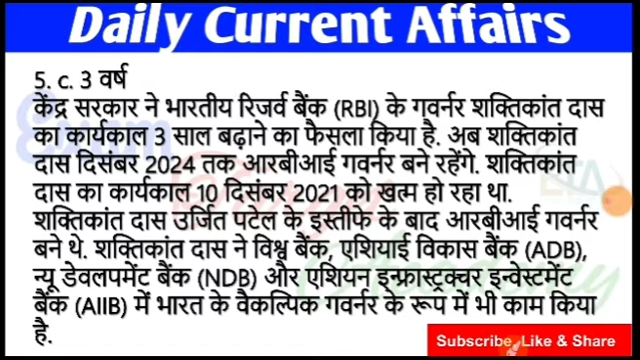 Daily Current Affairs
5. c. 3 वर्ष
केंद्र सरकार ने भारतीय रिजर्व बैंक (RBI) के गवर्नर शक्तिकांत दास
का कार्यकाल 3 साल बढ़ाने का फैसला किया है. अब शक्तिकांत
दास दिसंबर 2024 तक आरबीआई गवर्नर बने रहेंगे. शक्तिकांत
दास का कार्यकाल 10 दिसंबर 2021 को खत्म हो रहा था.
शक्तिकांत दास उर्जित पटेल के इस्तीफे के बाद आरबीआई गवर्नर
बने थे. शक्तिकांत दास ने विश्व बैंक, एशियाई विकास बैंक (ADB),
न्यू डेवलपमेंट बैंक (NDB) और एशियन इन्फ्रास्ट्रक्चर इन्वेस्टमेंट
बैंक (AIIB) में भारत के वैकल्पिक गवर्नर के रूप में भी काम किया
है.
Subscribe, Like & Share